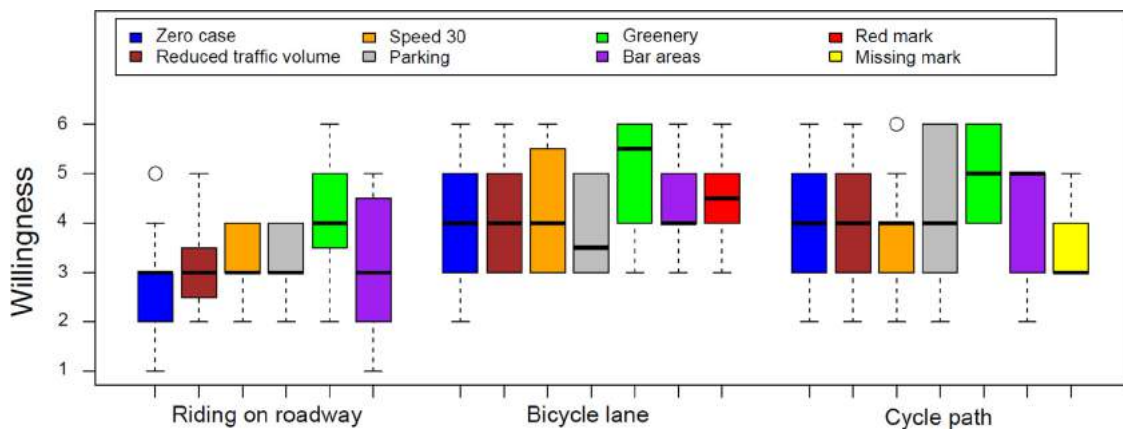 Zero case Speed 30 Greenery Red mark
Reduced traffic volume Parking Bar areas Missing mark
Willingness
6
5
4
3
2
1
Riding on roadway Bicycle lane Cycle path